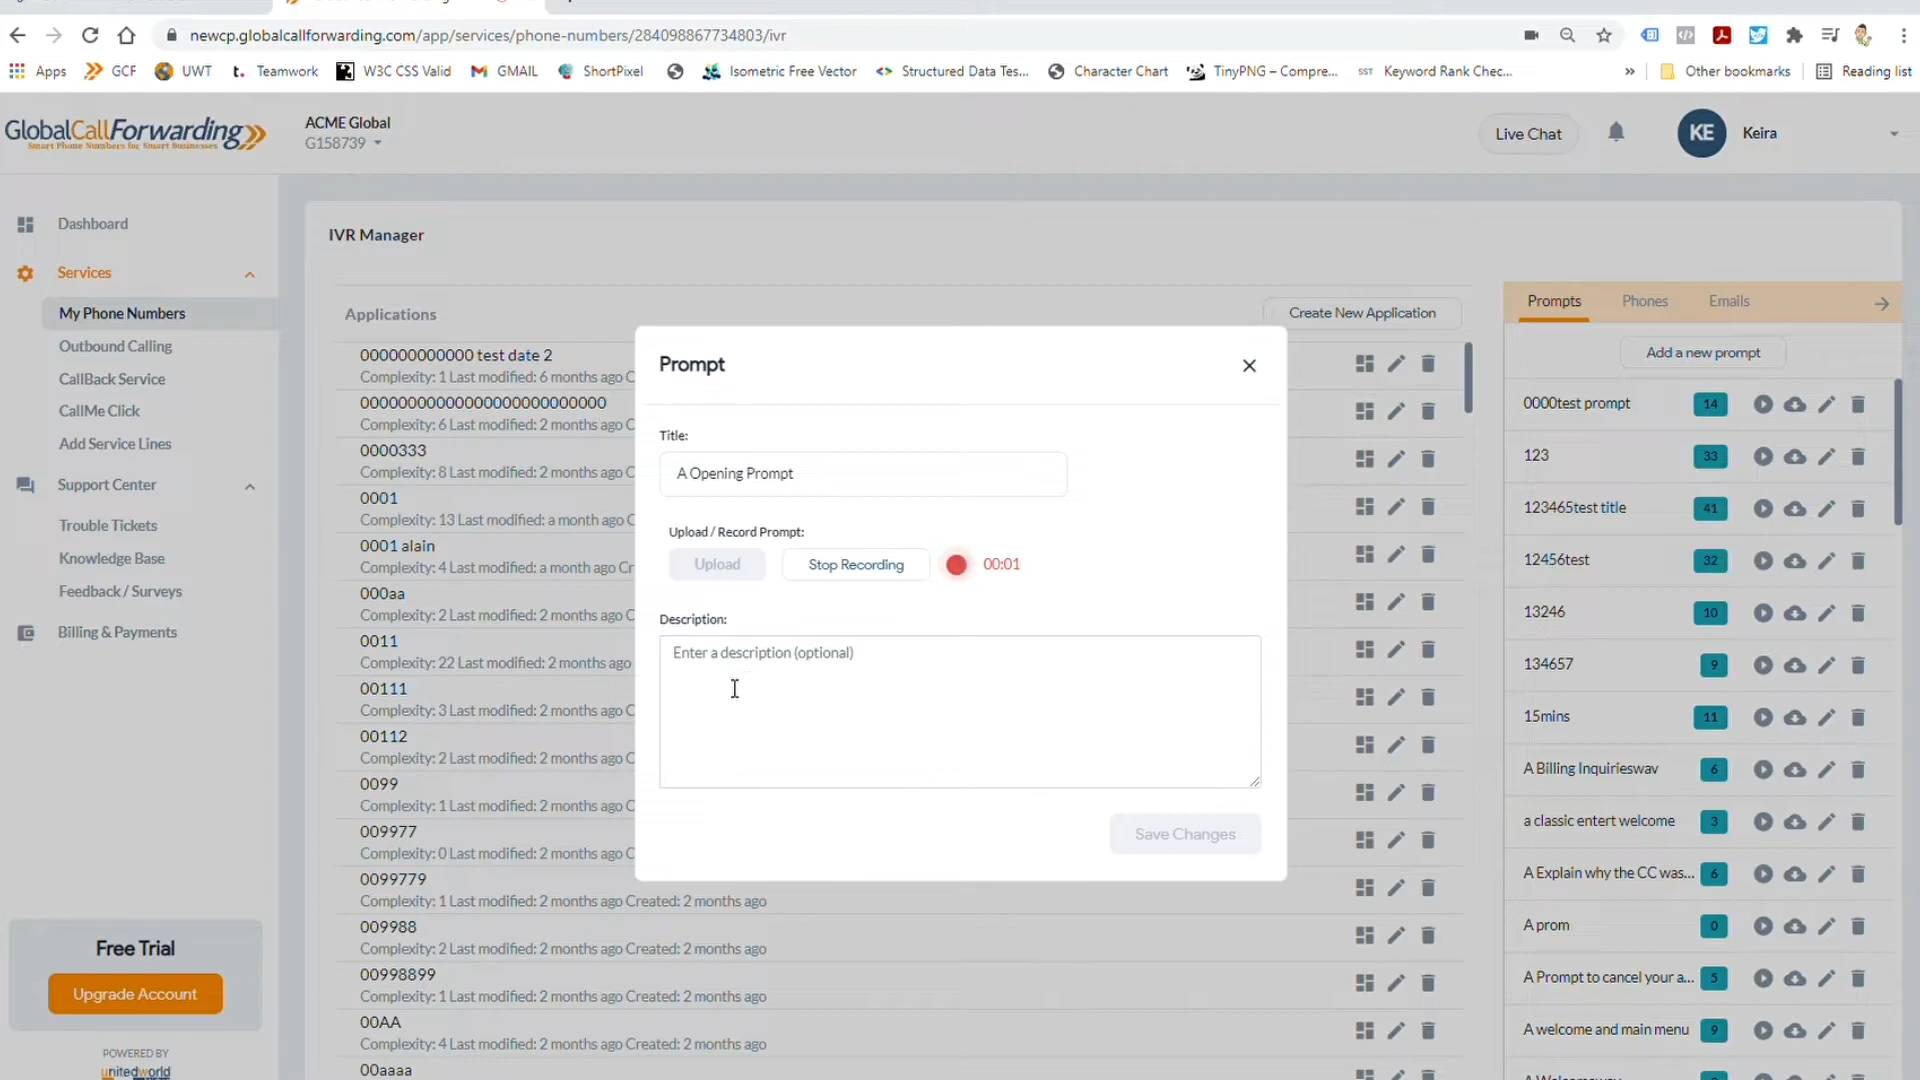 newcp.globalcallforwarding.com/app/services/phone-numbers/284098867734803/ivr
Apps GCF UWT t. Teamwork W3C CSS Valid GMAIL ShortPixel Isometric Free Vector <> Structured Data Tes... Character Chart TinyPNG – Compre... SST Keyword Rank Chec... » Other bookmarks Reading list
GlobalCallForwarding
Smart Phone Numbers for Smart Businesses
ACME Global
G158739
Live Chat
KE
Keira
Dashboard
Services
My Phone Numbers
Outbound Calling
CallBack Service
CallMe Click
Add Service Lines
Support Center
Trouble Tickets
Knowledge Base
Feedback / Surveys
Billing & Payments
Free Trial
Upgrade Account
POWERED BY
unitedworld
IVR Manager
Applications
Create New Application
000000000000 test date 2
Complexity: 1 Last modified: 6 months ago C
Complexity: 6 Last modified: 2 months ago C
0000333
Complexity: 8 Last modified: 2 months ago C
0001
Complexity: 13 Last modified: a month ago C
0001 alain
Complexity: 4 Last modified: a month ago Cr
000aa
Complexity: 2 Last modified: 2 months ago C
0011
Complexity: 22 Last modified: 2 months ago
00111
Complexity: 3 Last modified: 2 months ago C
00112
Complexity: 2 Last modified: 2 months ago C
0099
Complexity: 1 Last modified: 2 months ago C
009977
Complexity: 0 Last modified: 2 months ago C
0099779
Complexity: 1 Last modified: 2 months ago Created: 2 months ago
009988
Complexity: 2 Last modified: 2 months ago Created: 2 months ago
00998899
Complexity: 1 Last modified: 2 months ago Created: 2 months ago
00AA
Complexity: 4 Last modified: 2 months ago Created: 2 months ago
00aaaa
Prompt
Title:
A Opening Prompt
Upload / Record Prompt:
Upload
Stop Recording
00:01
Description:
Enter a description (optional)
Save Changes
Prompts Phones Emails
Add a new prompt
0000test prompt 14
123 33
123465test title 41
12456test 32
13246 10
134657 9
15mins 11
A Billing Inquirieswav 6
a classic entert welcome 3
A Explain why the CC was... 6
A prom 0
A Prompt to cancel your a... 5
A welcome and main menu 9